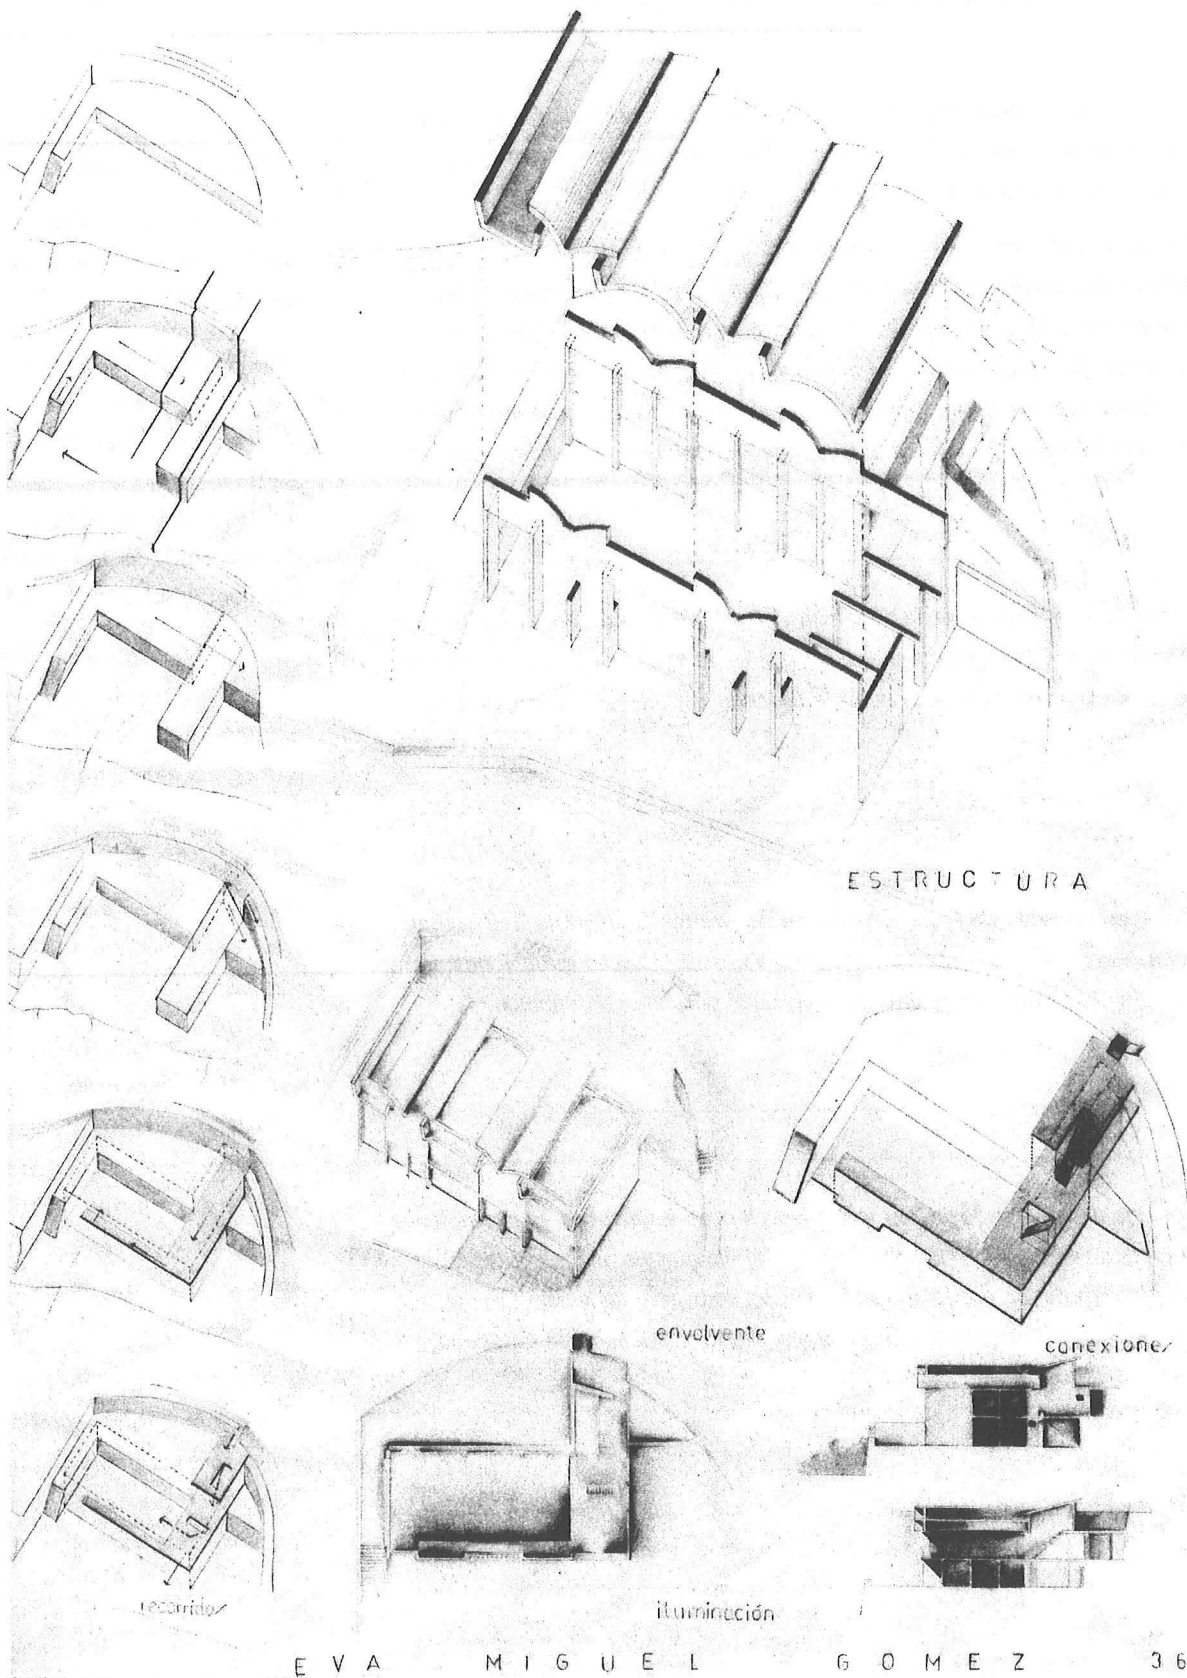 ESTRUCTURA
envolvente
conexiones
recorridos
iluminación
EVA MIGUEL GOMEZ 36